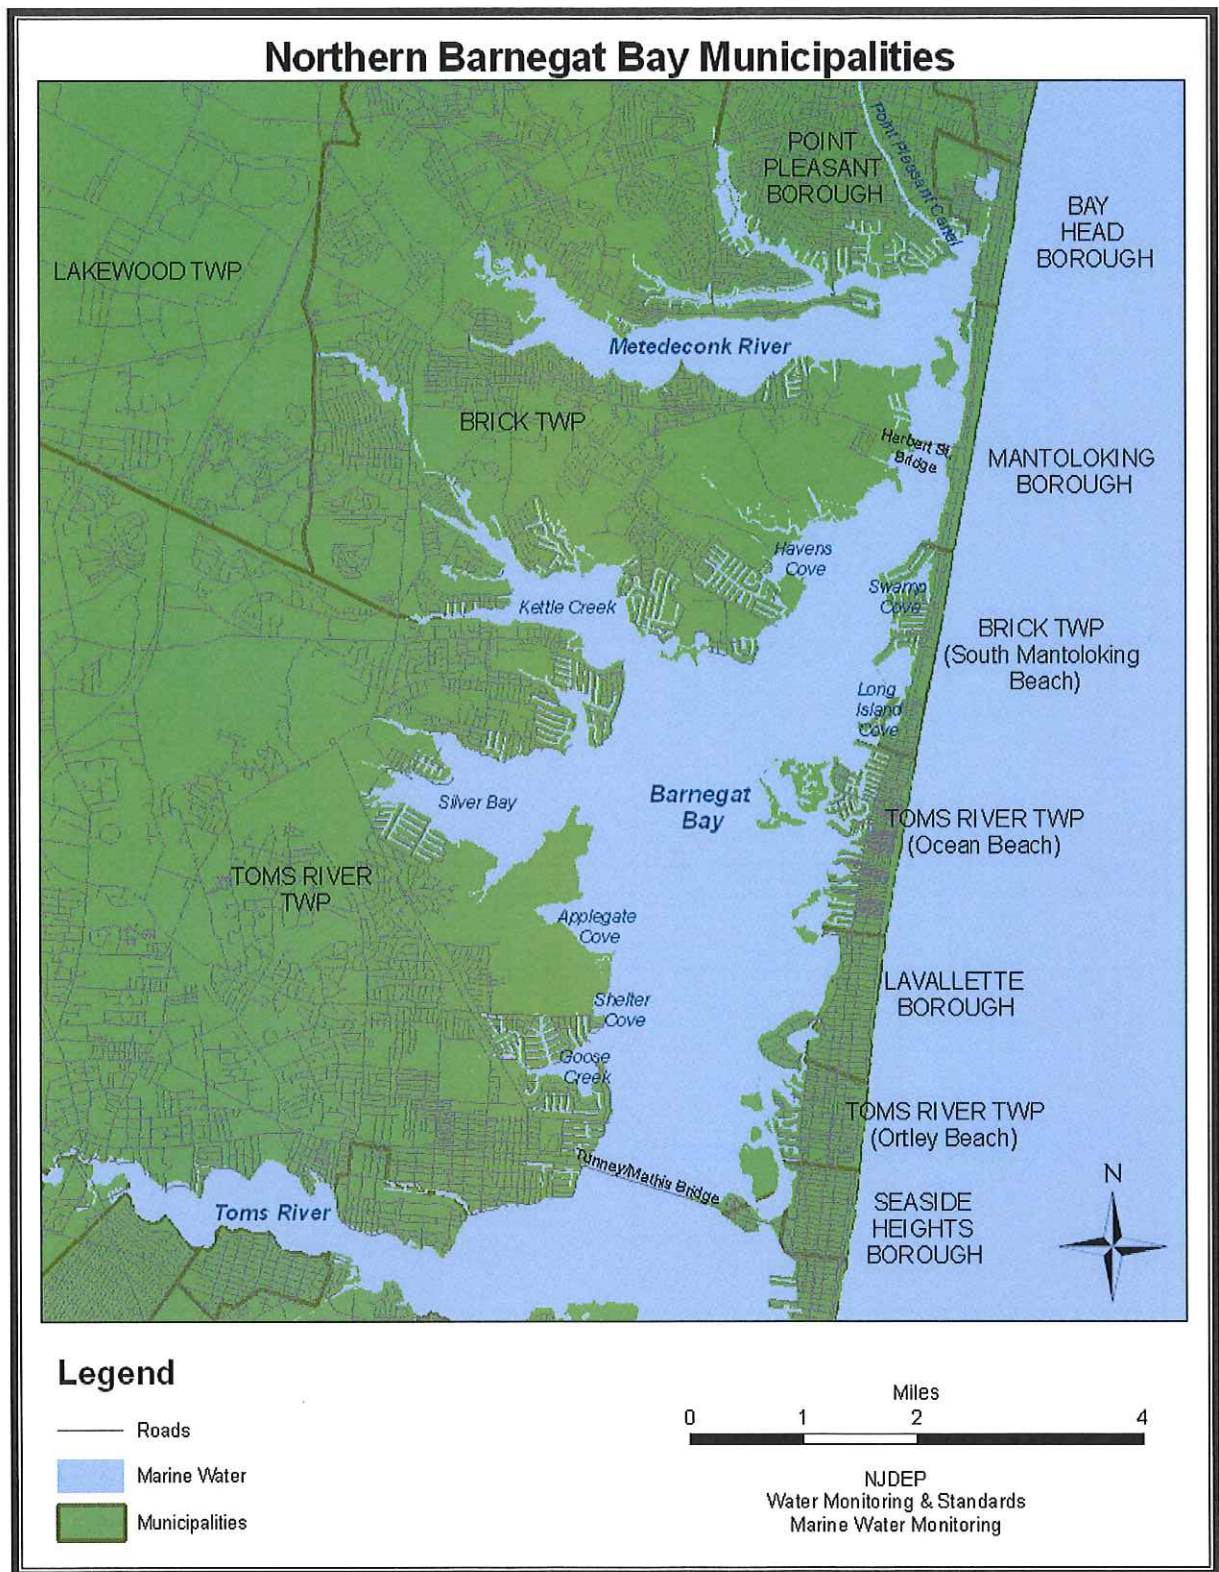 Northern Barnegat Bay Municipalities
POINT
PLEASANT
BOROUGH
Point Pleasant Canal
BAY
HEAD
BOROUGH
LAKEWOOD TWP
Metedeconk River
BRICK TWP
Herbert St.
Bridge
MANTOLOKING
BOROUGH
Havens
Cove
Swamp
Cove
Kettle Creek
BRICK TWP
(South Mantoloking
Beach)
Long
Island
Cove
Silver Bay
Barnegat
Bay
TOMS RIVER TWP
(Ocean Beach)
TOMS RIVER
TWP
Applegate
Cove
LAVALLETTE
BOROUGH
Shelter
Cove
Goose
Creek
TOMS RIVER TWP
(Ortley Beach)
Tunney/Mathis Bridge
Toms River
SEASIDE
HEIGHTS
BOROUGH
N
Legend
Roads
Marine Water
Municipalities
Miles
0 1 2 4
NJDEP
Water Monitoring & Standards
Marine Water Monitoring